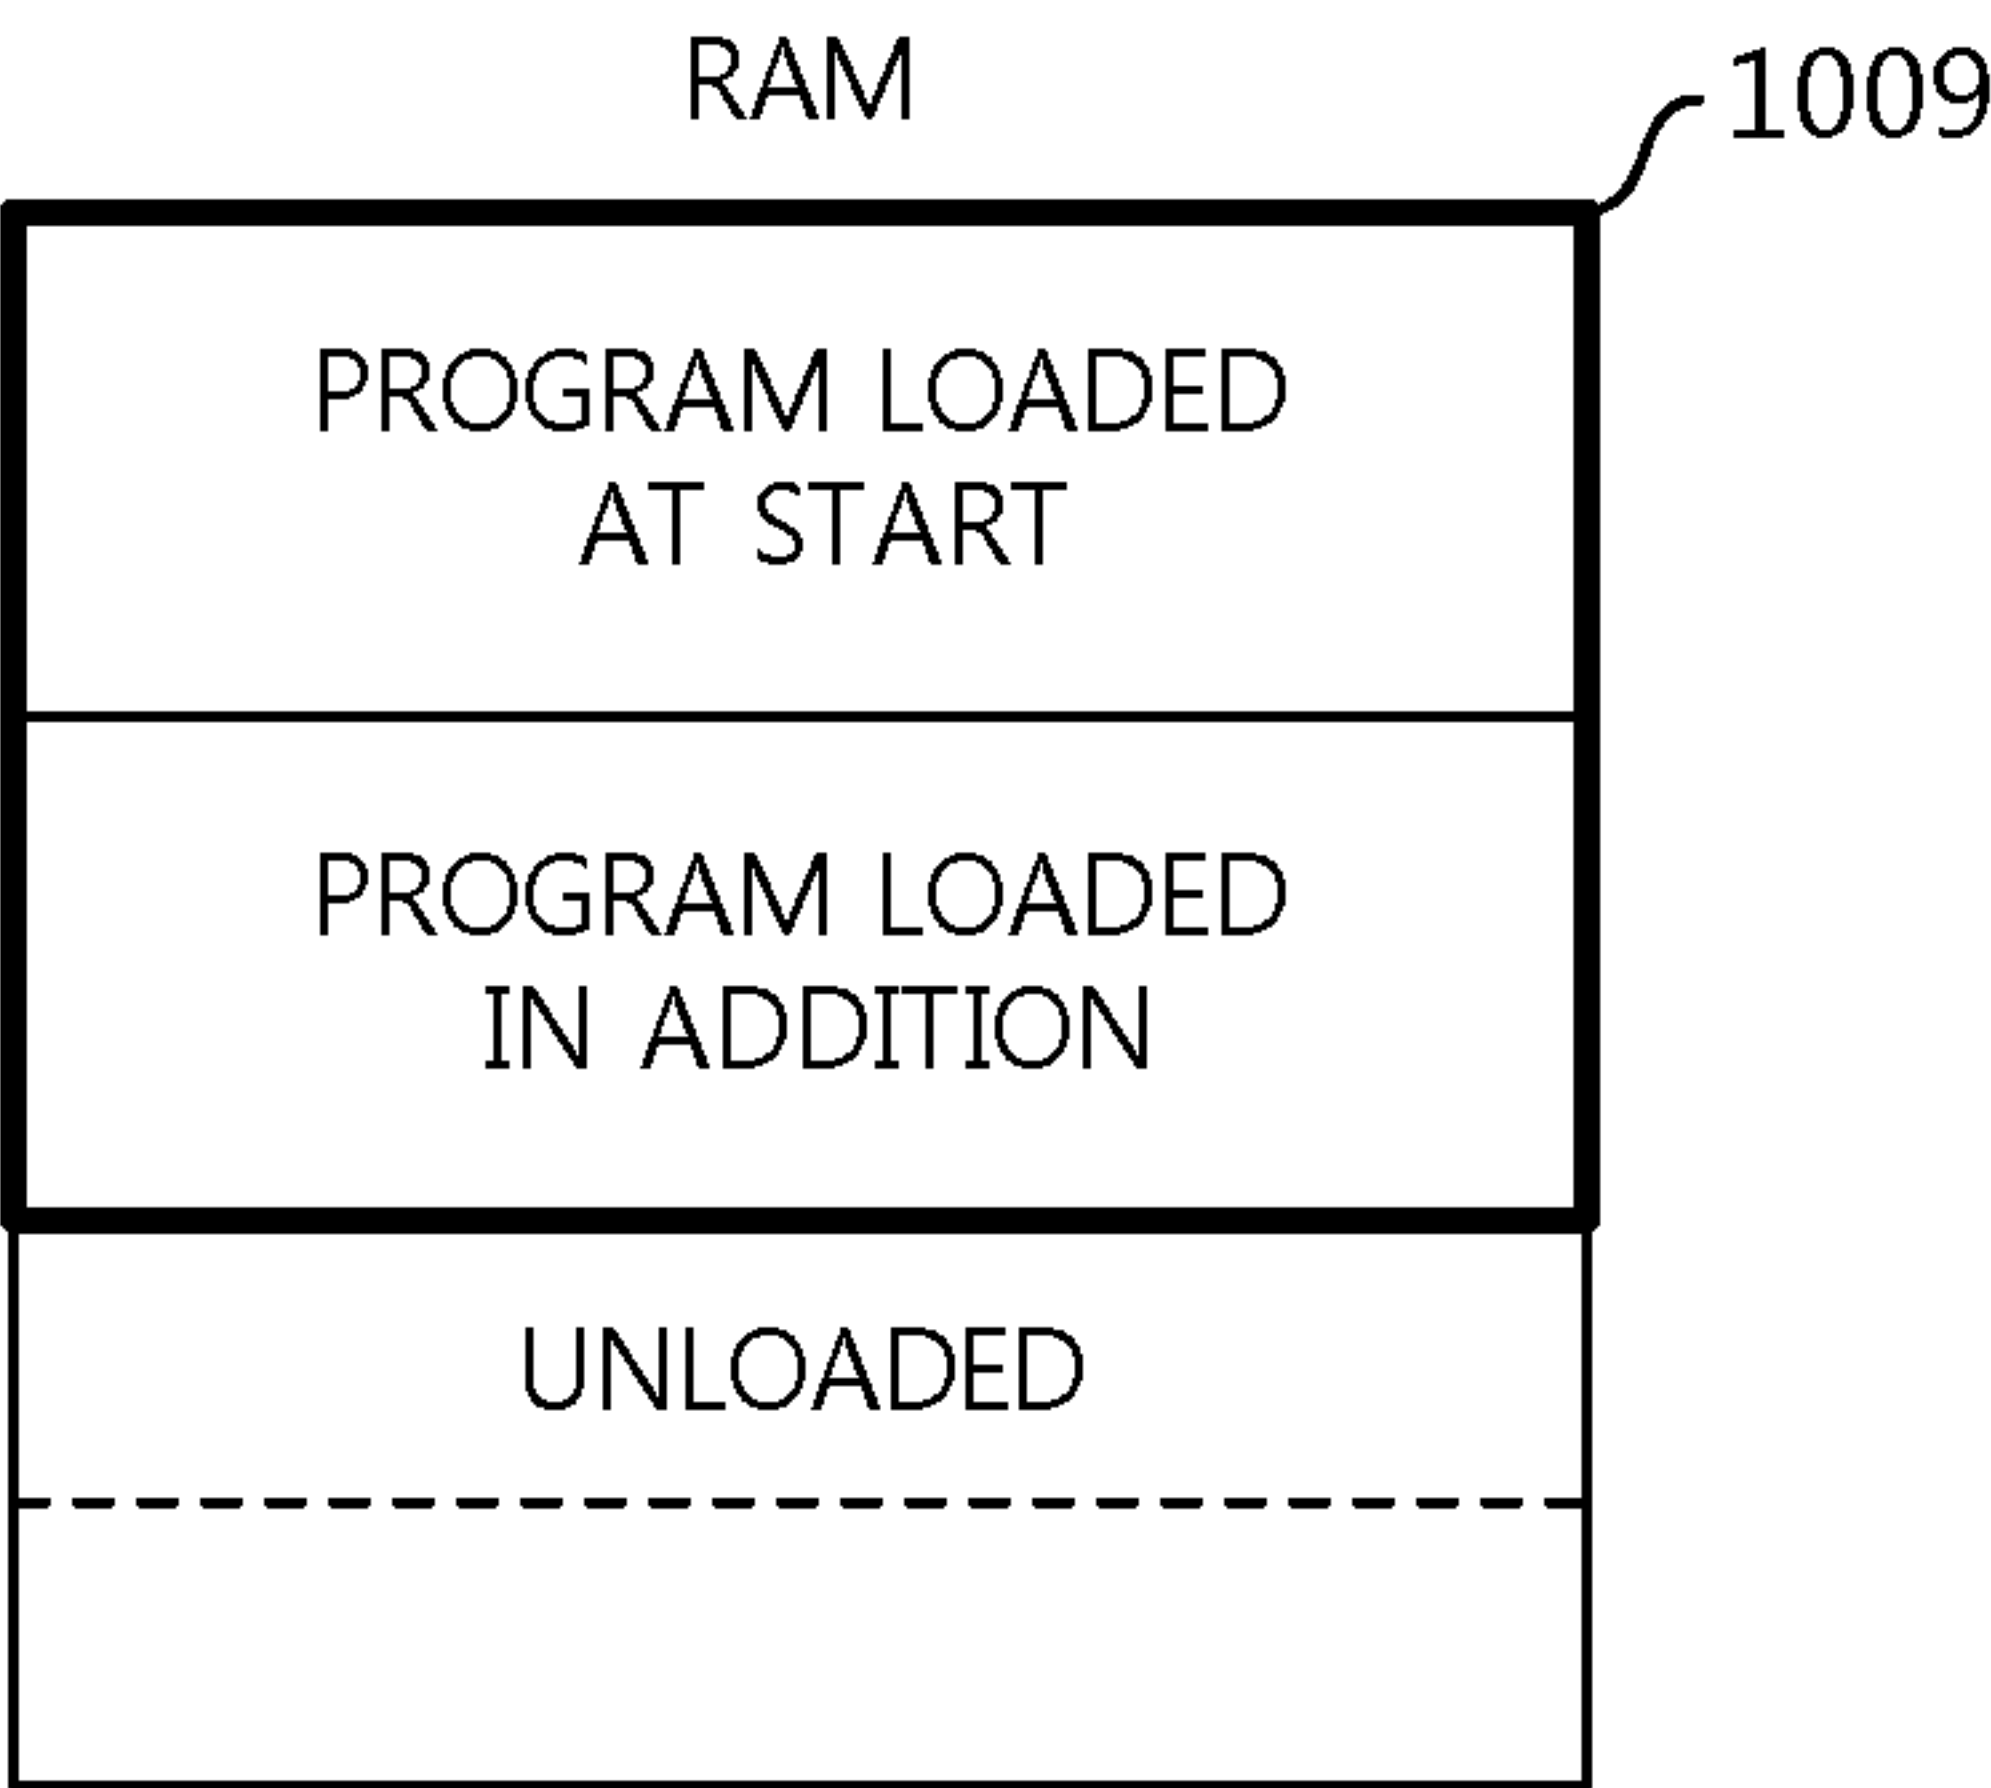 RAM
1009
PROGRAM LOADED
AT START
PROGRAM LOADED
IN ADDITION
UNLOADED